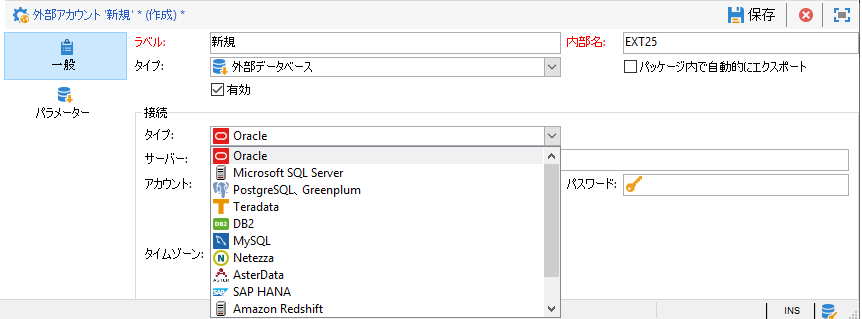 外部アカウント '新規' * (作成) *
保存
一般
パラメーター
ラベル: 新規 内部名: EXT25
タイプ: 外部データベース パッケージ内で自動的にエクスポート
有効
接続
タイプ: Oracle
サーバー:
アカウント: パスワード:
タイムゾーン:
Oracle
Microsoft SQL Server
PostgreSQL、Greenplum
Teradata
DB2 DB2
MySQL
Netezza
ASTER AsterData
SAP SAP HANA
Amazon Redshift
INS